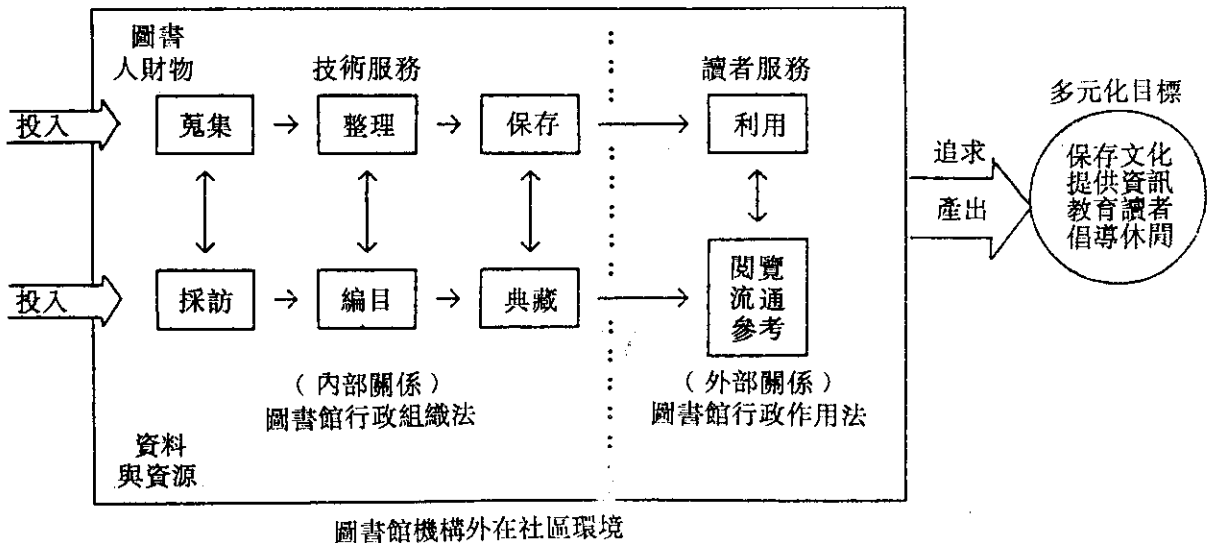 圖書
人財物
技術服務
讀者服務
多元化目標
投入
蒐集
整理
保存
利用
追求
產出
保存文化
提供資訊
教育讀者
倡導休閒
投入
採訪
編目
典藏
閱覽
流通
參考
（內部關係）
圖書館行政組織法
（外部關係）
圖書館行政作用法
資料
與資源
圖書館機構外在社區環境